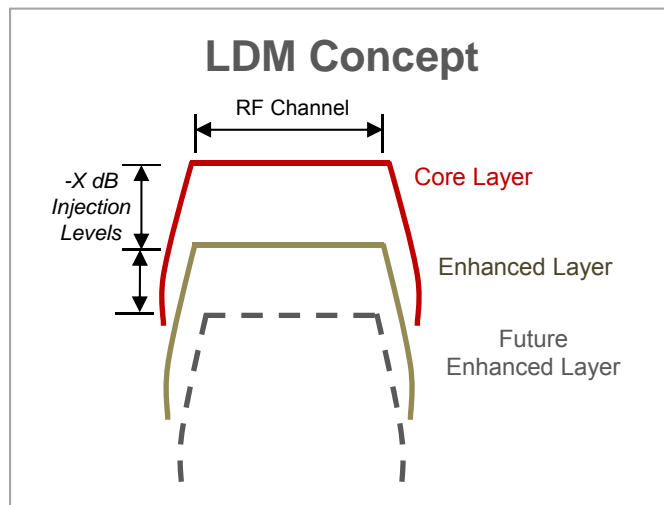 LDM Concept
RF Channel
-X dB
Injection
Levels
Core Layer
Enhanced Layer
Future
Enhanced Layer